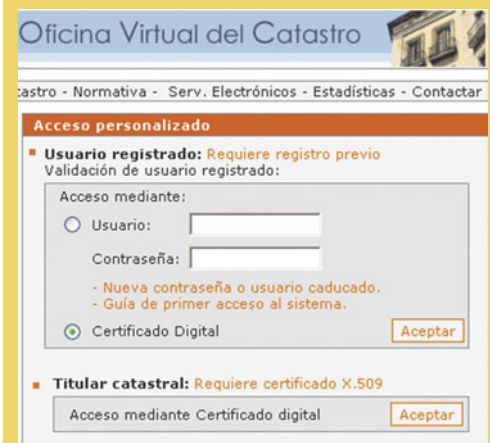 Oficina Virtual del Catastro
tastro - Normativa - Serv. Electrónicos - Estadísticas - Contactar
Acceso personalizado
Usuario registrado: Requiere registro previo
Validación de usuario registrado:
Acceso mediante:
Usuario:
Contraseña:
- Nueva contraseña o usuario caducado.
- Guía de primer acceso al sistema.
Certificado Digital Aceptar
Titular catastral: Requiere certificado X.509
Acceso mediante Certificado digital Aceptar